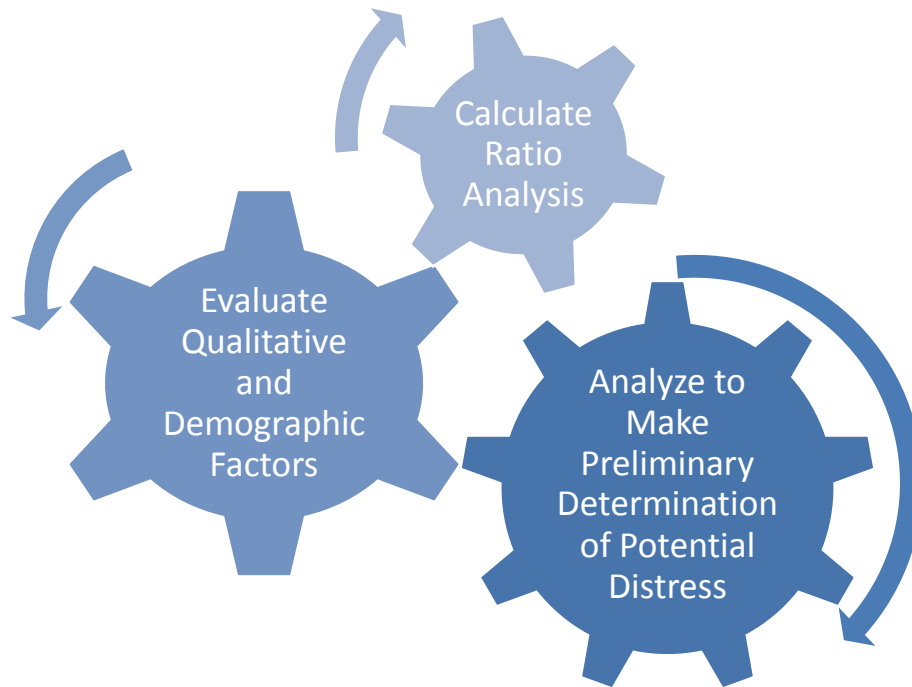 Calculate
Ratio
Analysis
Evaluate
Qualitative
and
Demographic
Factors
Analyze to
Make
Preliminary
Determination
of Potential
Distress